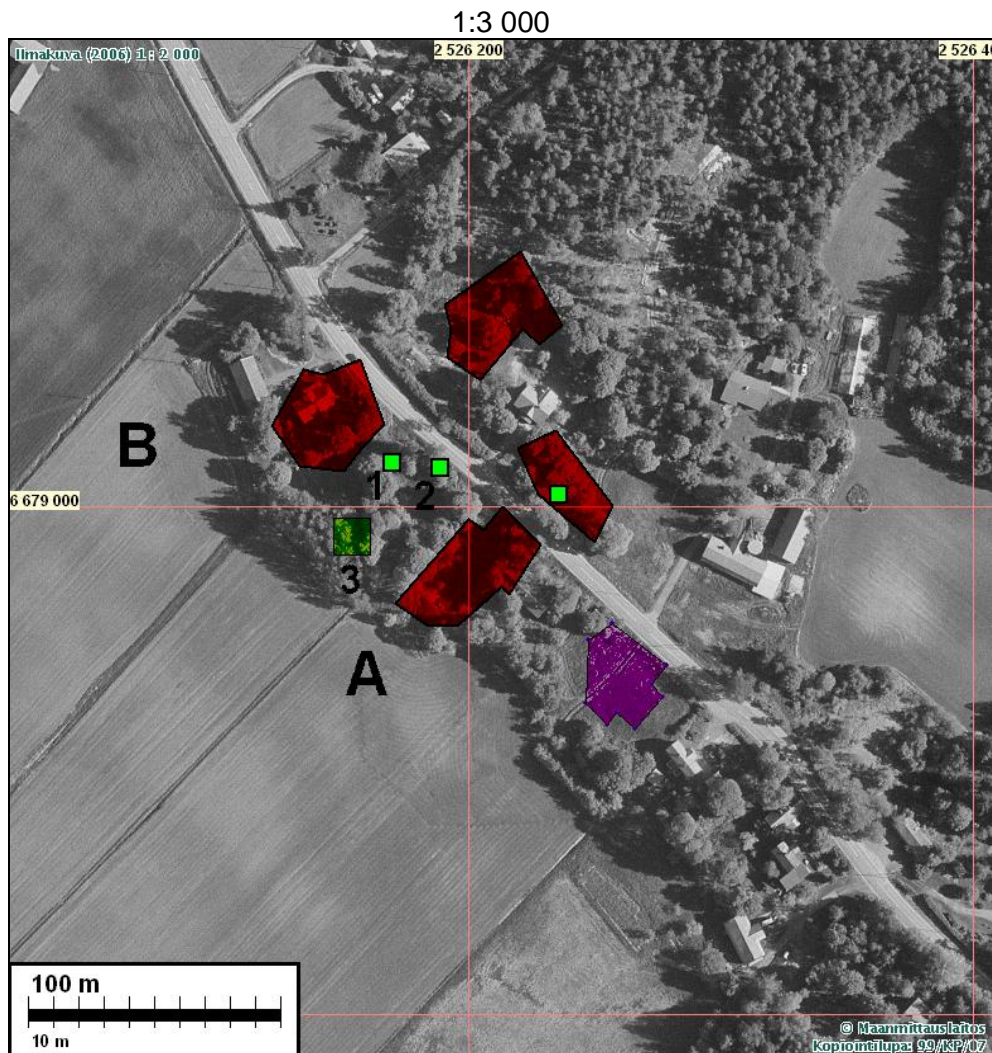 1:3 000
Ilmakuva (2006) 1 : 2 000
2 526 200
2 526 40
B
1
2
6 679 000
3
A
100 m
10 m
© Maanmittauslaitos
Kopiointilupa: 99/KP/07